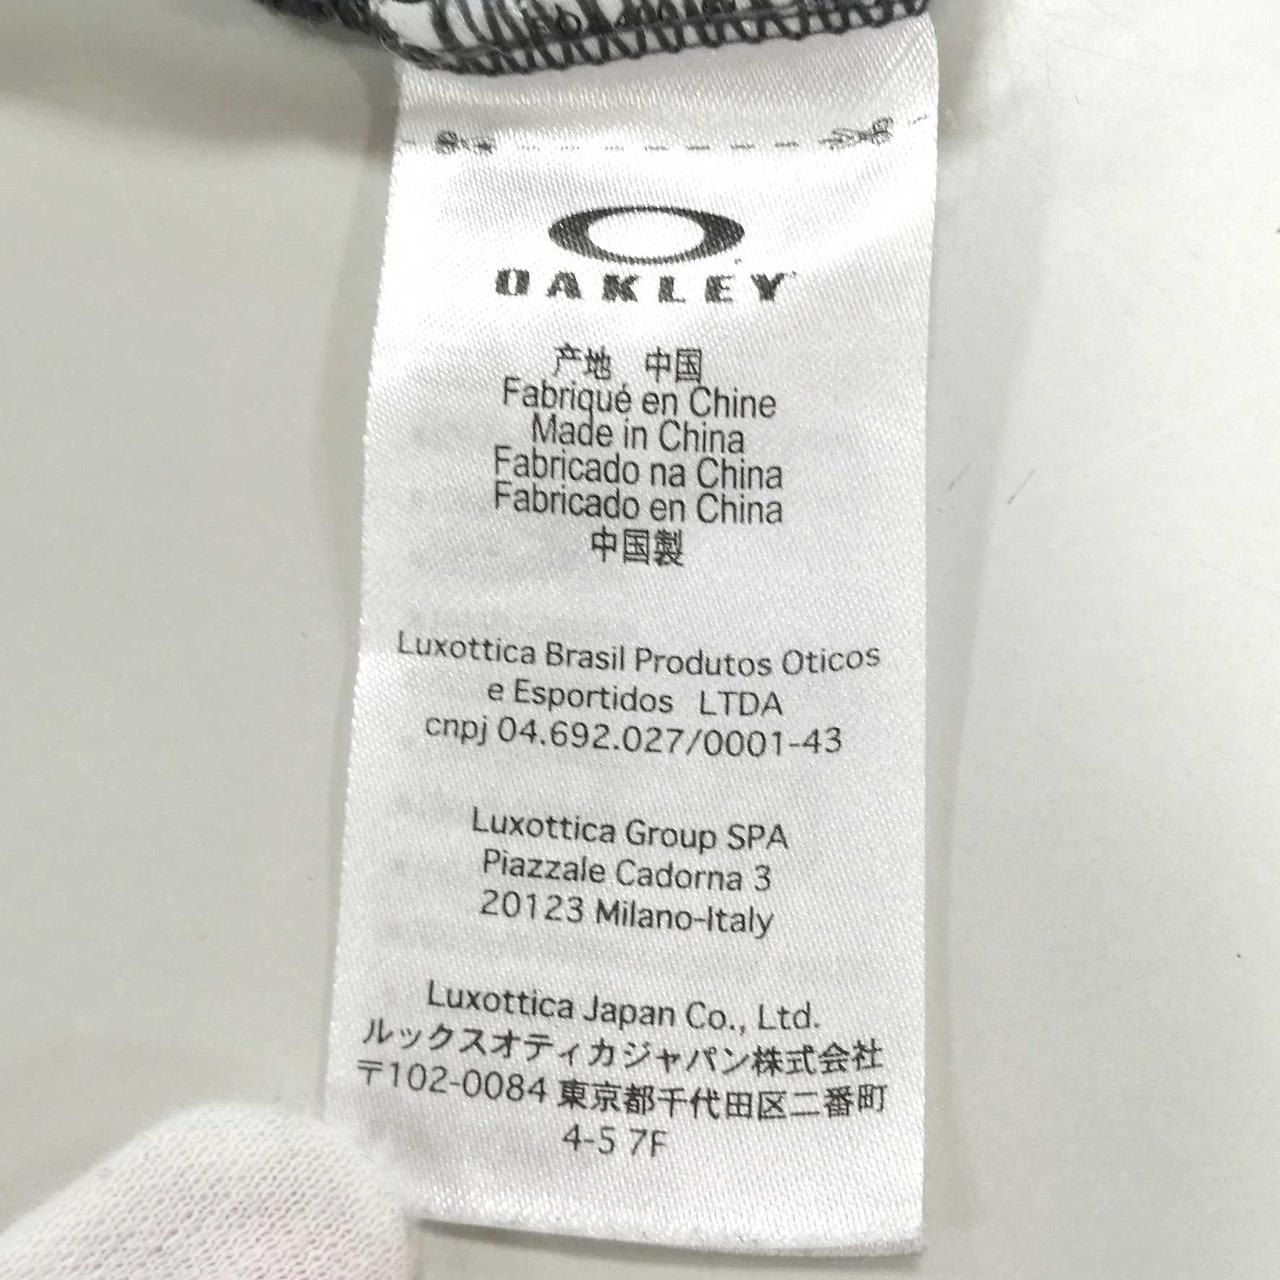 OAKLEY
产地 中国
Fabriqué en Chine
Made in China
Fabricado na China
Fabricado en China
中国製
Luxottica Brasil Produtos Oticos
e Esportidos LTDA
cnpj 04.692.027/0001-43
Luxottica Group SPA
Piazzale Cadorna 3
20123 Milano-Italy
Luxottica Japan Co., Ltd.
ルックスオティカジャパン株式会社
〒102-0084 東京都千代田区二番町
4-5 7F